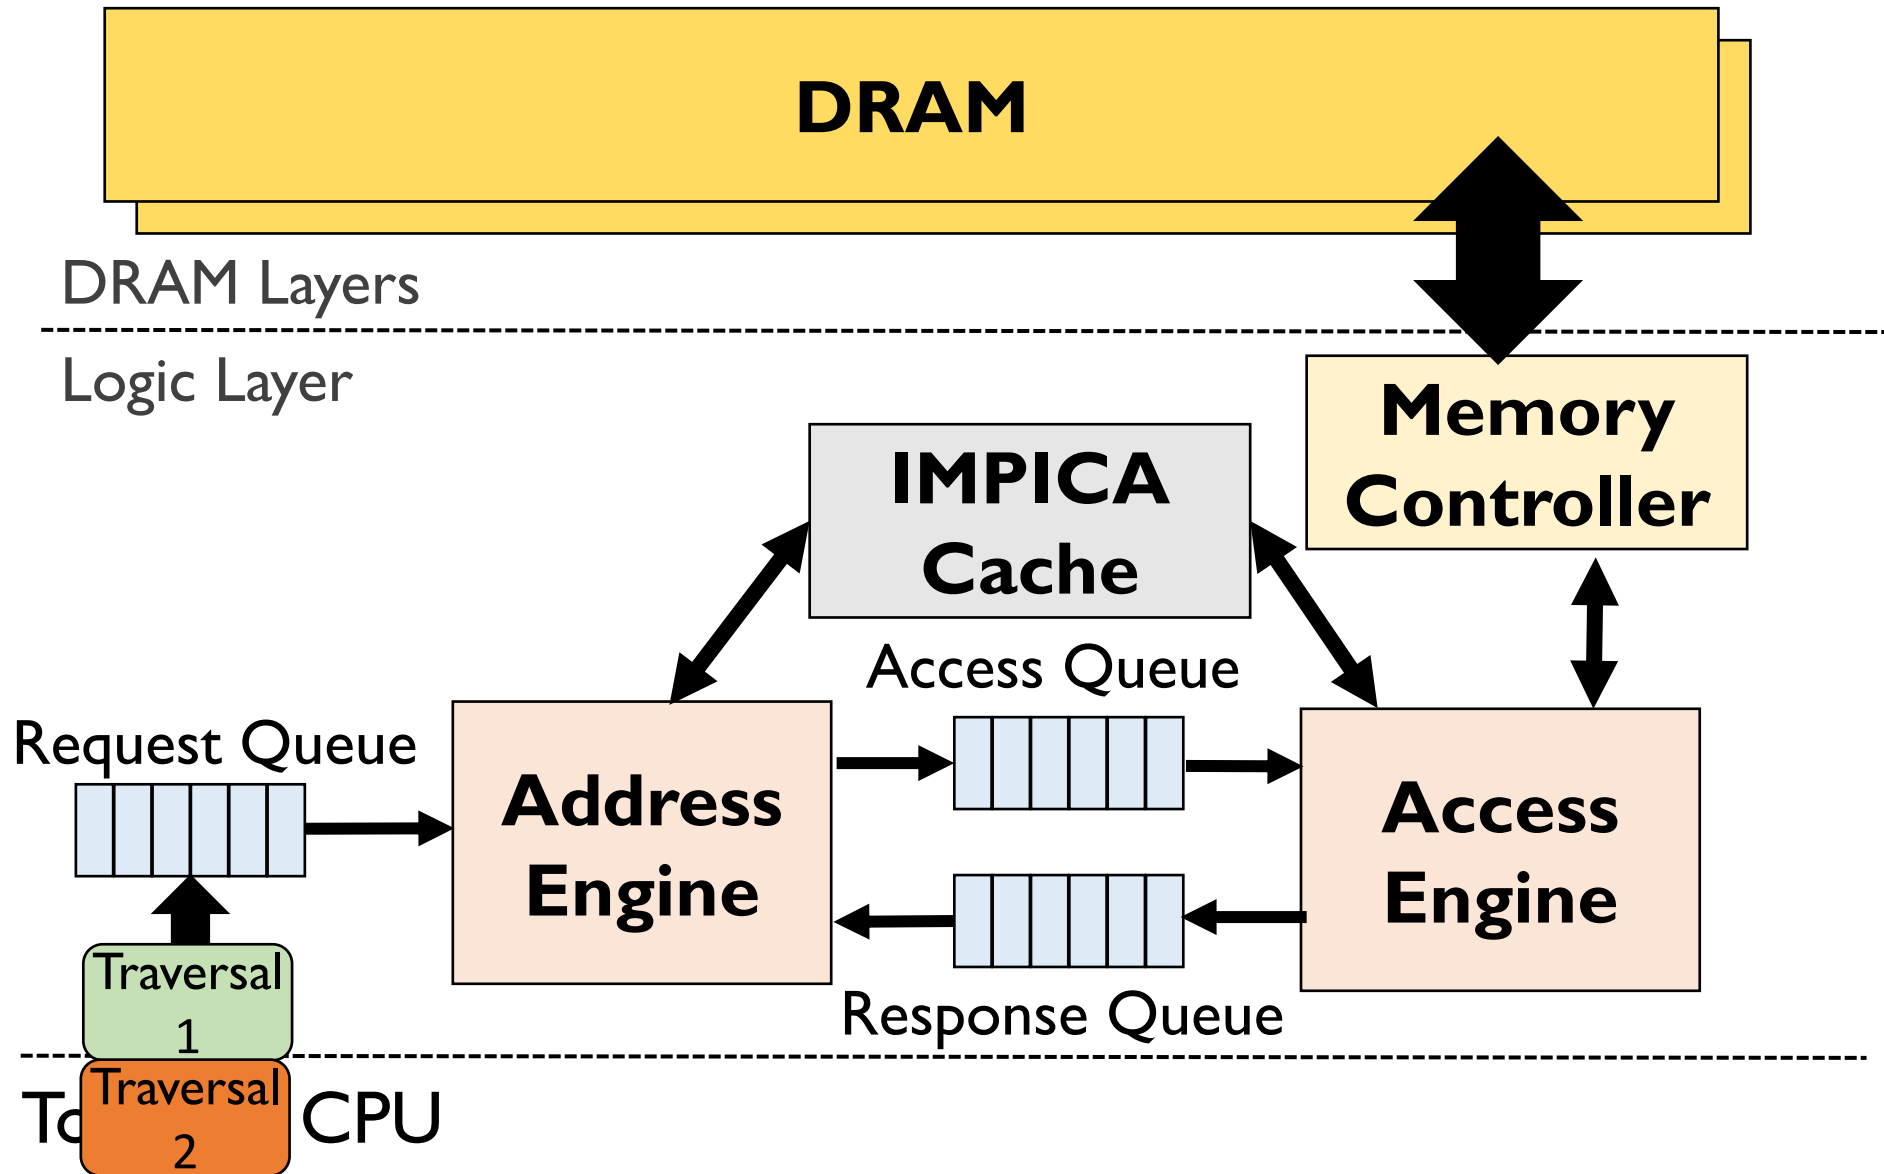 DRAM
DRAM Layers
Logic Layer
Memory
Controller
IMPICA
Cache
Access Queue
Request Queue
Address
Engine
Access
Engine
Response Queue
Traversal
1
Traversal
2
CPU